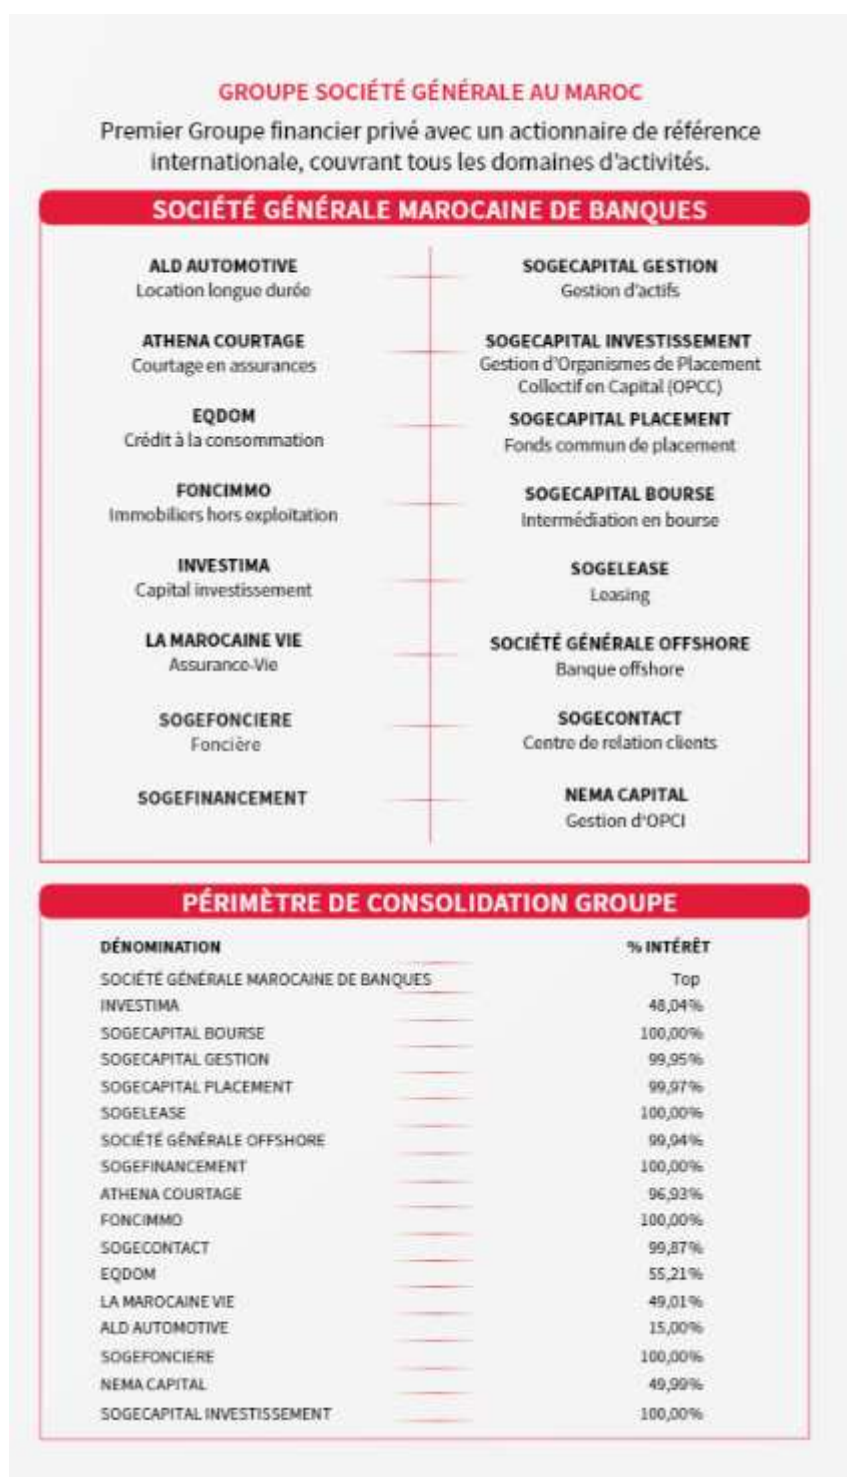 GROUPE SOCIÉTÉ GÉNÉRALE AU MAROC
Premier Groupe financier privé avec un actionnaire de référence
internationale, couvrant tous les domaines d'activités.
SOCIÉTÉ GÉNÉRALE MAROCAINE DE BANQUES
ALD AUTOMOTIVE
Location longue durée
ATHENA COURTAGE
Courtage en assurances
EQDOM
Crédit à la consommation
FONCIMMO
Immobiliers hors exploitation
INVESTIMA
Capital investissement
LA MAROCAINE VIE
Assurance-Vie
SOGEFONCIERE
Foncière
SOGEFINANCEMENT
SOGECAPITAL GESTION
Gestion d'actifs
SOGECAPITAL INVESTISSEMENT
Gestion d'Organismes de Placement
Collectif en Capital (OPCC)
SOGECAPITAL PLACEMENT
Fonds commun de placement
SOGECAPITAL BOURSE
Intermédiation en bourse
SOGELEASE
Leasing
SOCIÉTÉ GÉNÉRALE OFFSHORE
Banque offshore
SOGECONTACT
Centre de relation clients
NEMA CAPITAL
Gestion d'OPCI
PÉRIMÈTRE DE CONSOLIDATION GROUPE
DÉNOMINATION % INTÉRÊT
SOCIÉTÉ GÉNÉRALE MAROCAINE DE BANQUES Top
INVESTIMA 48,04%
SOGECAPITAL BOURSE 100,00%
SOGECAPITAL GESTION 99,95%
SOGECAPITAL PLACEMENT 99,97%
SOGELEASE 100,00%
SOCIÉTÉ GÉNÉRALE OFFSHORE 99,94%
SOGEFINANCEMENT 100,00%
ATHENA COURTAGE 96,93%
FONCIMMO 100,00%
SOGECONTACT 99,87%
EQDOM 55,21%
LA MAROCAINE VIE 49,01%
ALD AUTOMOTIVE 15,00%
SOGEFONCIERE 100,00%
NEMA CAPITAL 49,99%
SOGECAPITAL INVESTISSEMENT 100,00%